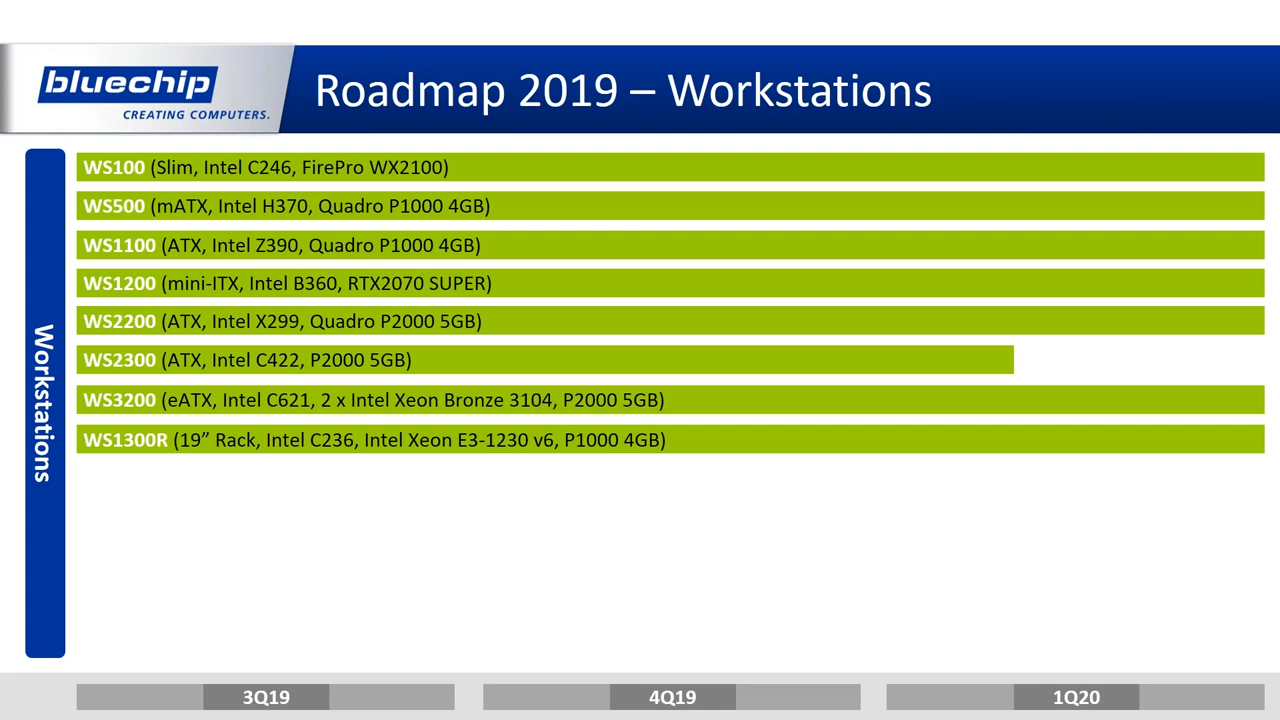 bluechip
CREATING COMPUTERS.
Roadmap 2019 – Workstations
Workstations
WS100 (Slim, Intel C246, FirePro WX2100)
WS500 (mATX, Intel H370, Quadro P1000 4GB)
WS1100 (ATX, Intel Z390, Quadro P1000 4GB)
WS1200 (mini-ITX, Intel B360, RTX2070 SUPER)
WS2200 (ATX, Intel X299, Quadro P2000 5GB)
WS2300 (ATX, Intel C422, P2000 5GB)
WS3200 (eATX, Intel C621, 2 x Intel Xeon Bronze 3104, P2000 5GB)
WS1300R (19” Rack, Intel C236, Intel Xeon E3-1230 v6, P1000 4GB)
3Q19 4Q19 1Q20